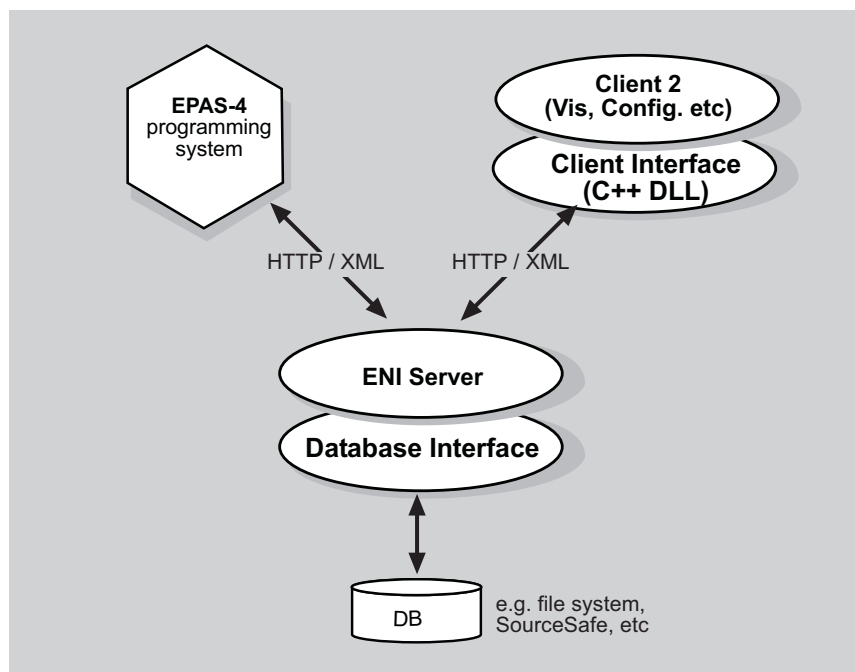 EPAS-4
programming
system
Client 2
(Vis, Config. etc)
Client Interface
(C++ DLL)
HTTP / XML
HTTP / XML
ENI Server
Database Interface
DB
e.g. file system,
SourceSafe, etc